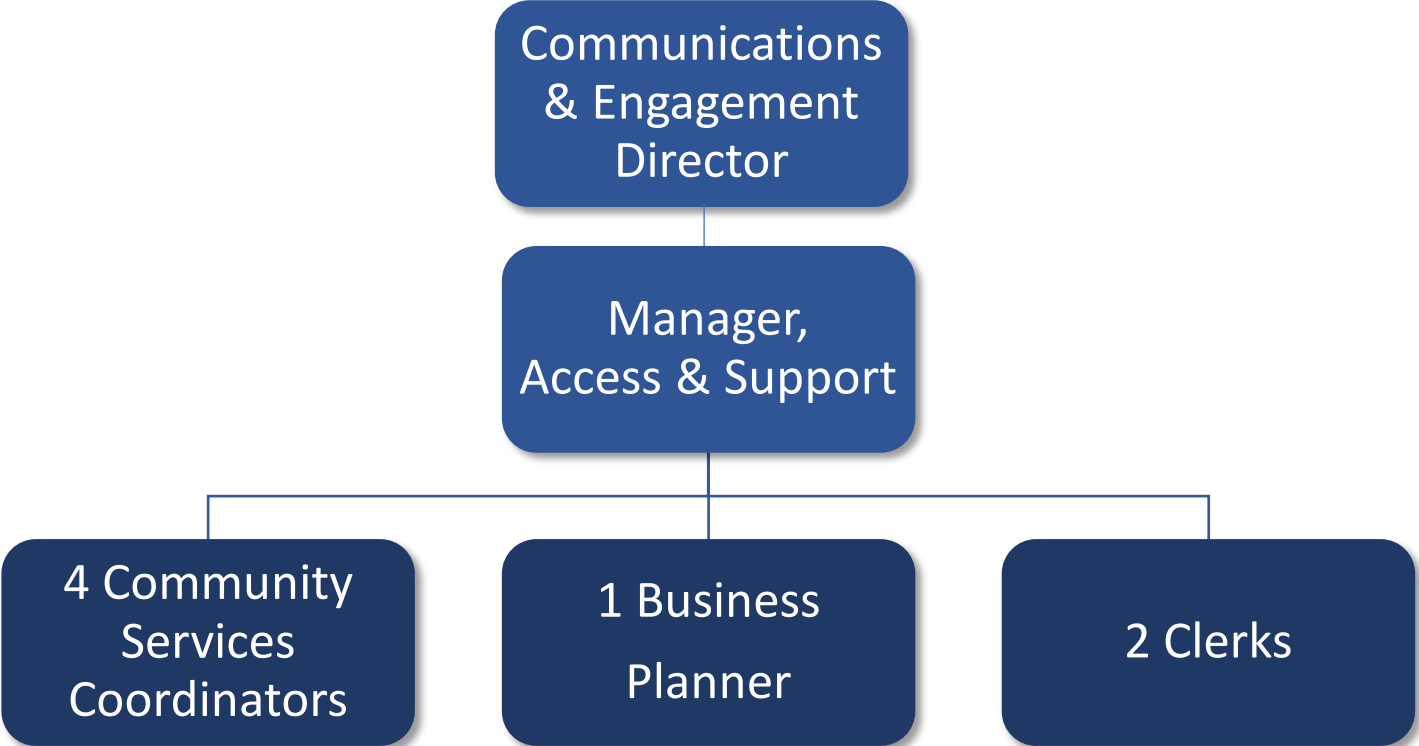 Communications
& Engagement
Director
Manager,
Access & Support
4 Community
Services
Coordinators
1 Business
Planner
2 Clerks